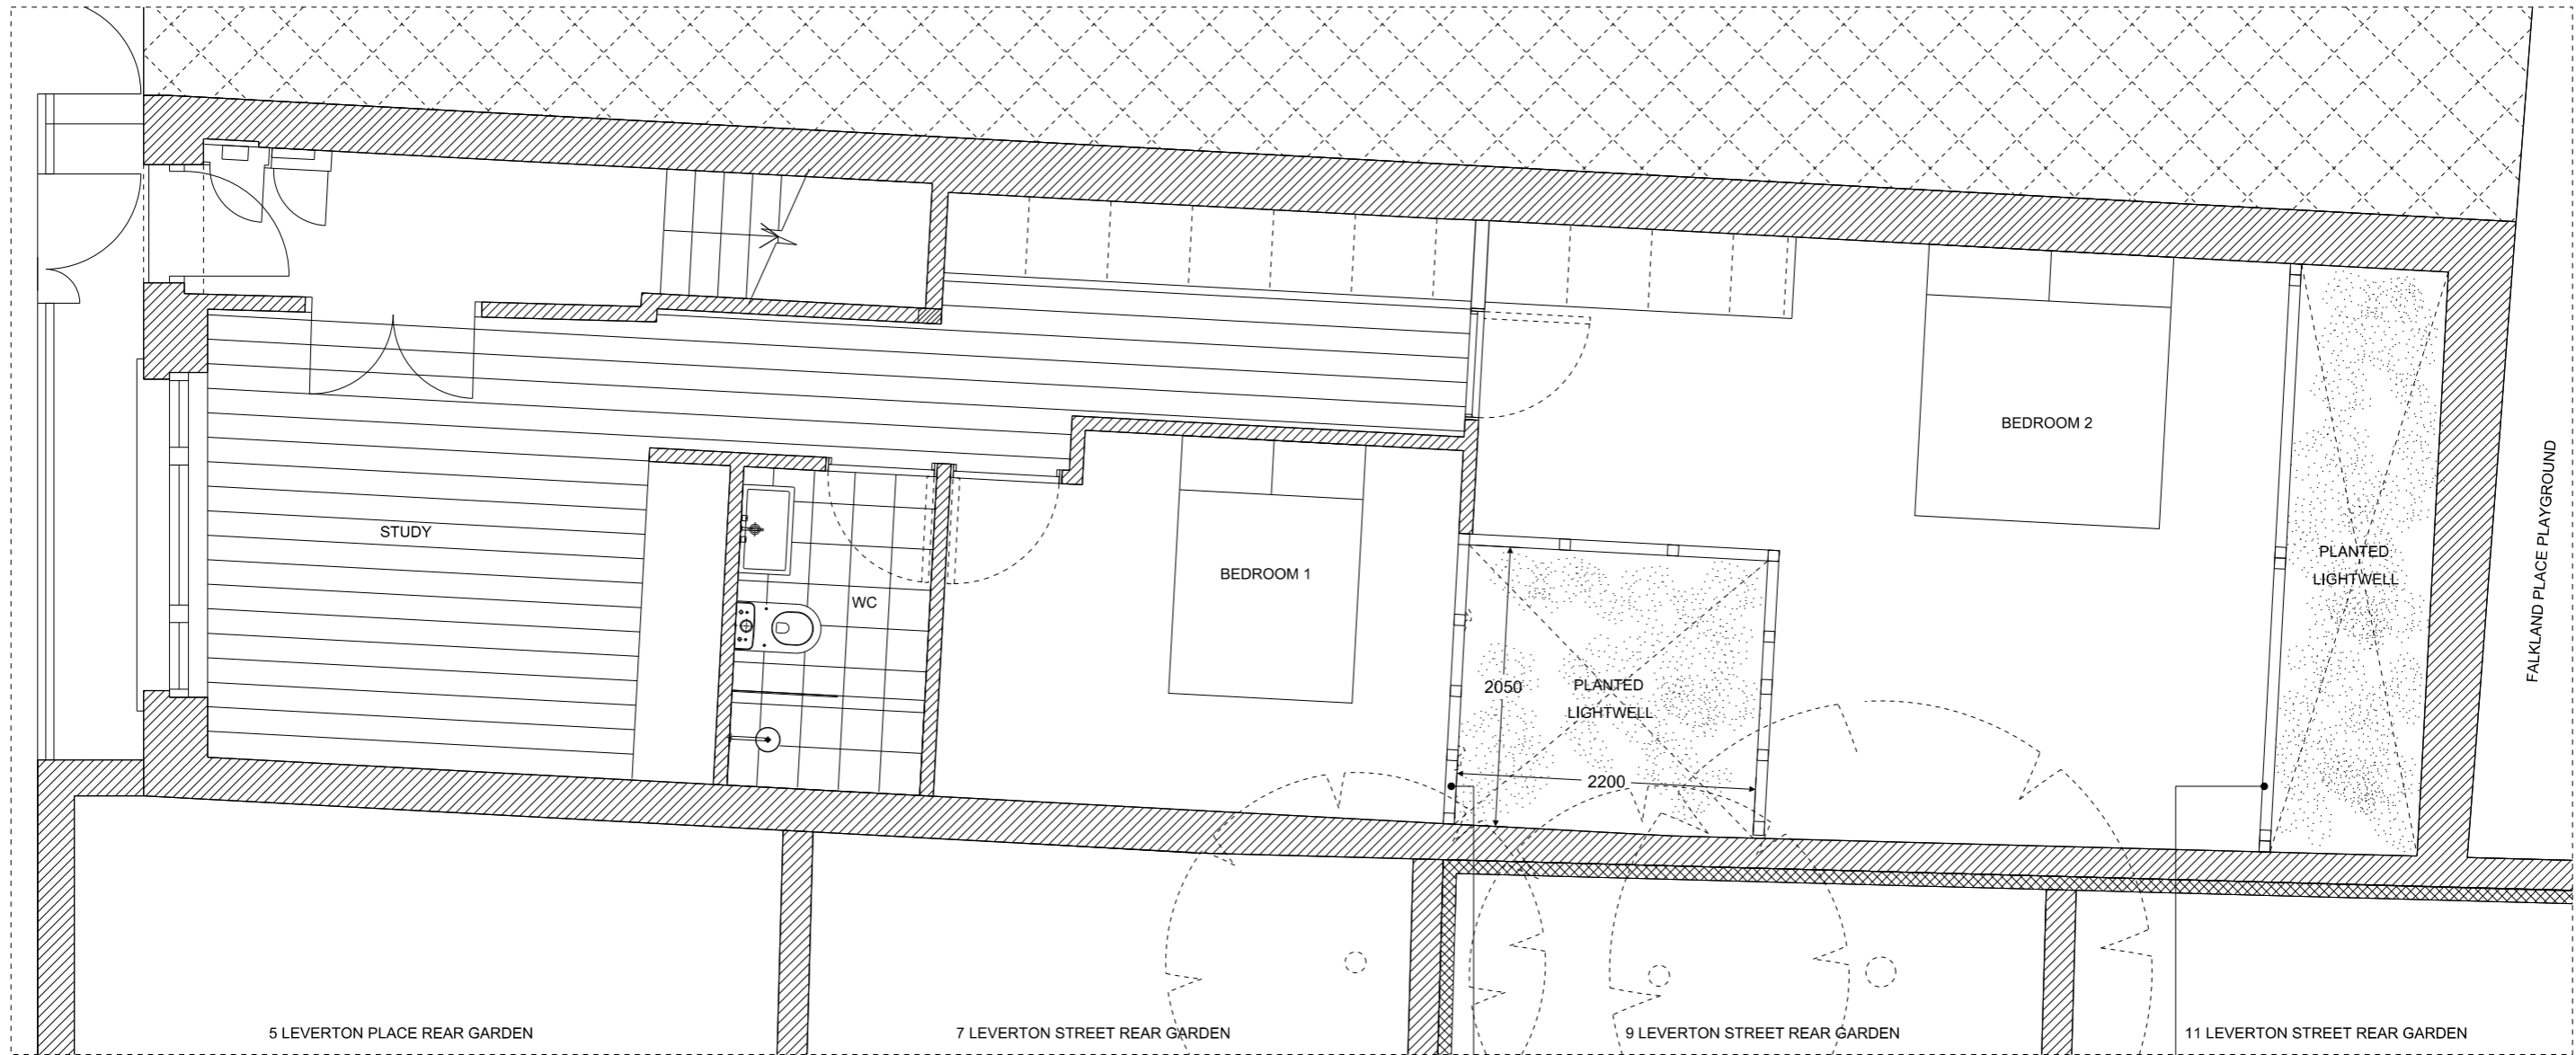 BEDROOM 2
FALKLAND PLACE PLAYGROUND
STUDY
PLANTED
LIGHTWELL
BEDROOM 1
WC
2050
PLANTED
LIGHTWELL
2200
5 LEVERTON PLACE REAR GARDEN
7 LEVERTON STREET REAR GARDEN
9 LEVERTON STREET REAR GARDEN
11 LEVERTON STREET REAR GARDEN